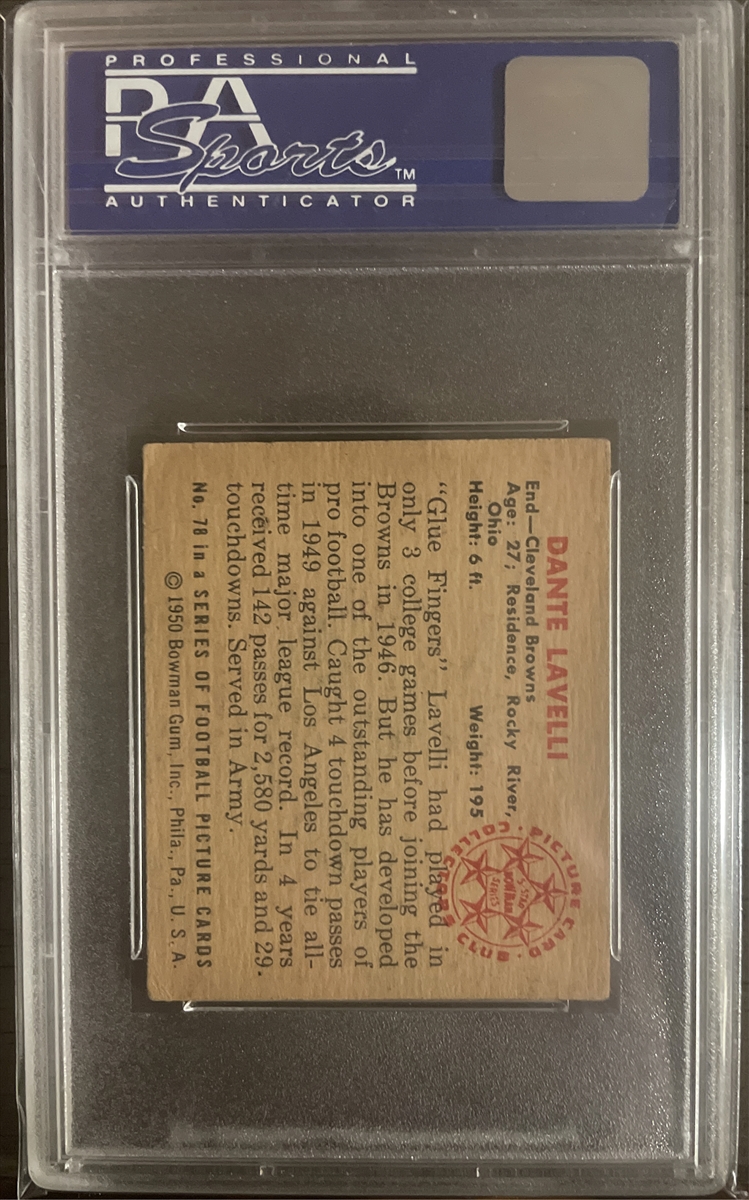 PROFESSIONAL
PSA
Sports™
AUTHENTICATOR
DANTE LAVELLI
End—Cleveland Browns
Age: 27; Residence, Rocky River,
Ohio
Height: 6 ft. Weight: 195
"Glue Fingers" Lavelli had played in
only 3 college games before joining the
Browns in 1946. But he has developed
into one of the outstanding players of
pro football. Caught 4 touchdown passes
in 1949 against Los Angeles to tie all-
time major league record. In 4 years
received 142 passes for 2,580 yards and 29
touchdowns. Served in Army.
No. 78 in a SERIES OF FOOTBALL PICTURE CARDS
© 1950 Bowman Gum, Inc., Phila., Pa., U. S. A.
· PICTURE CARD · COLLECTORS CLUB
5 STAR
BOWMAN
SERIES